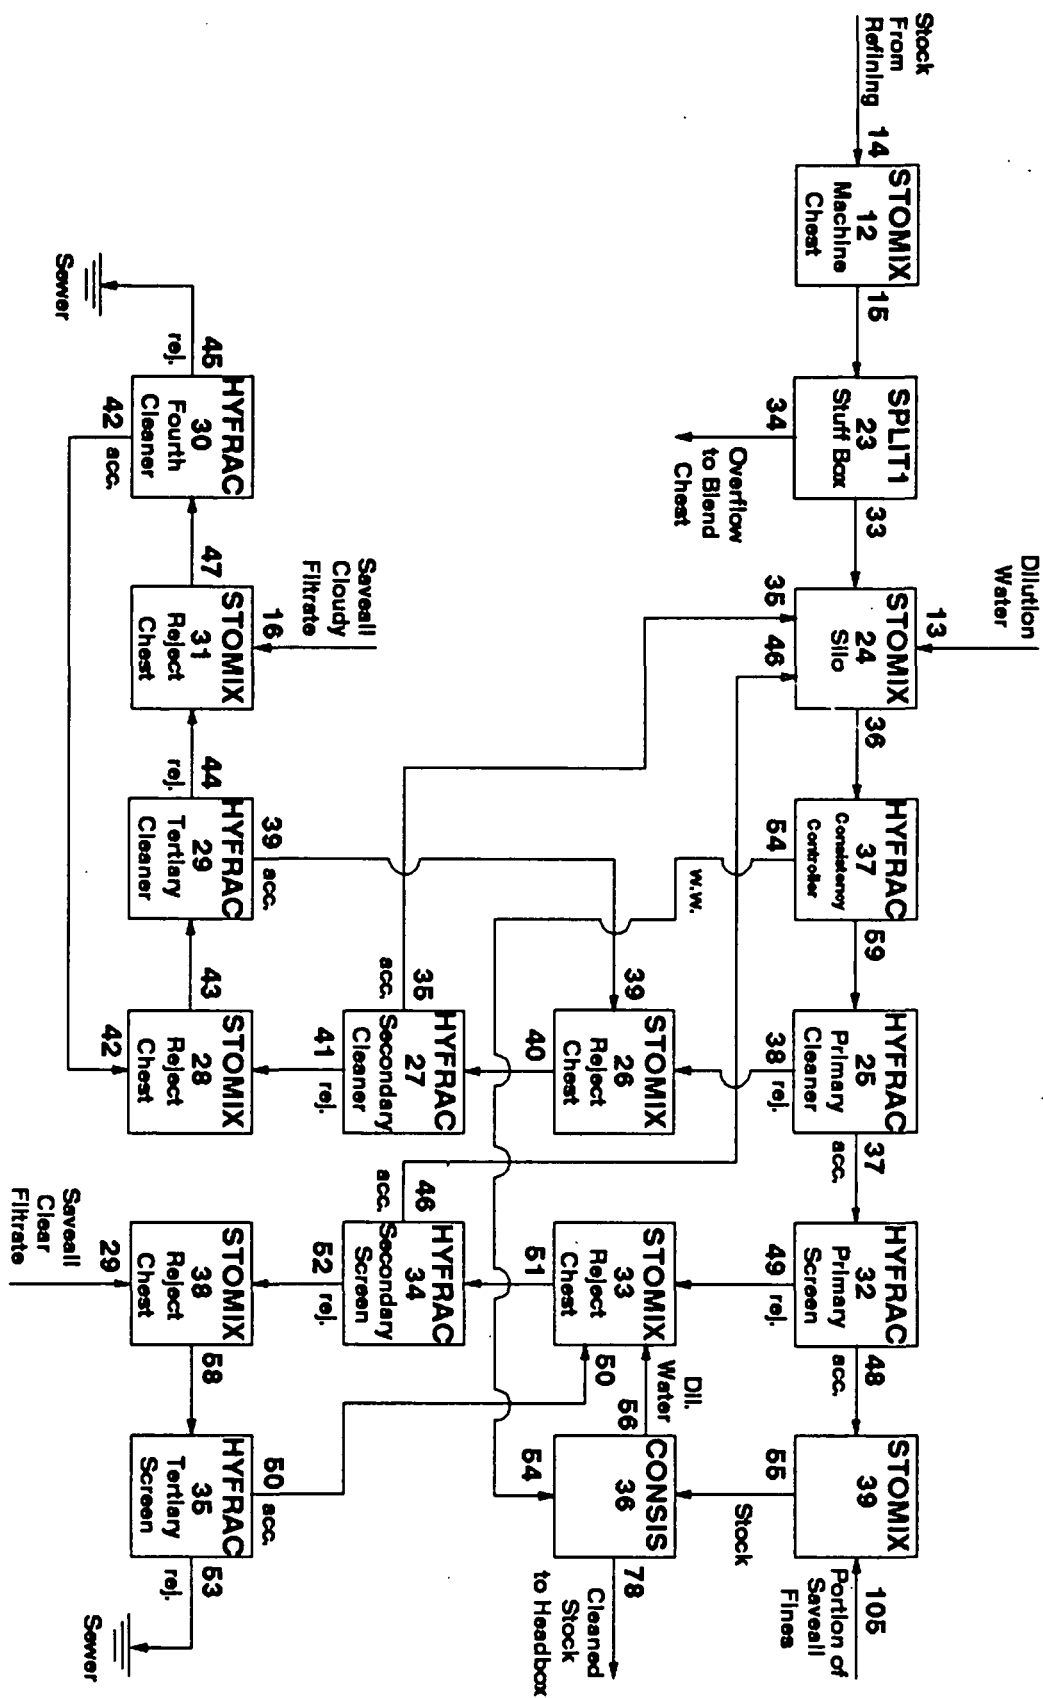 Stock
From
Refining
14
STOMIX
12
Machine
Chest
15
SPLIT1
23
Stuff Box
34
Overflow
to Blend
Chest
33
Dilution
Water
13
STOMIX
24
Silo
35
46
36
HYFRAC
37
Consistency
Controller
54
w.w.
59
HYFRAC
25
Primary
Cleaner
38 rej.
37
acc.
HYFRAC
32
Primary
Screen
49 rej.
48
acc.
STOMIX
39
55
Stock
105
Portion of
Saveall
Fines
39
STOMIX
26
Reject
Chest
40
STOMIX
33
Reject
Chest
51
50
Dil.
Water
56
CONSIS
36
54
78
Cleaned
Stock
to Headbox
35
acc.
HYFRAC
27
Secondary
Cleaner
41 rej.
46
acc.
HYFRAC
34
Secondary
Screen
52 rej.
Sewer
45
rej.
HYFRAC
30
Fourth
Cleaner
42 acc.
47
Saveall
Cloudy
Filtrate
16
STOMIX
31
Reject
Chest
44
rej.
39 acc.
HYFRAC
29
Tertiary
Cleaner
43
STOMIX
28
Reject
Chest
42
STOMIX
38
Reject
Chest
29
Saveall
Clear
Filtrate
58
50 acc.
HYFRAC
35
Tertiary
Screen
53
rej.
Sewer